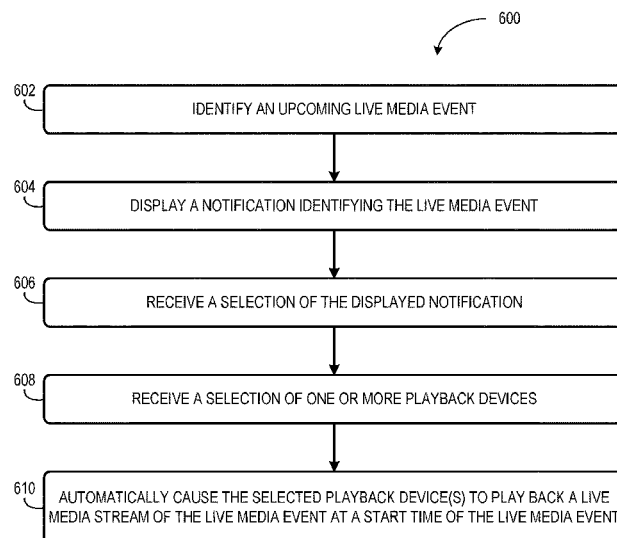 600
602
IDENTIFY AN UPCOMING LIVE MEDIA EVENT
604
DISPLAY A NOTIFICATION IDENTIFYING THE LIVE MEDIA EVENT
606
RECEIVE A SELECTION OF THE DISPLAYED NOTIFICATION
608
RECEIVE A SELECTION OF ONE OR MORE PLAYBACK DEVICES
610
AUTOMATICALLY CAUSE THE SELECTED PLAYBACK DEVICE(S) TO PLAY BACK A LIVE
MEDIA STREAM OF THE LIVE MEDIA EVENT AT A START TIME OF THE LIVE MEDIA EVENT